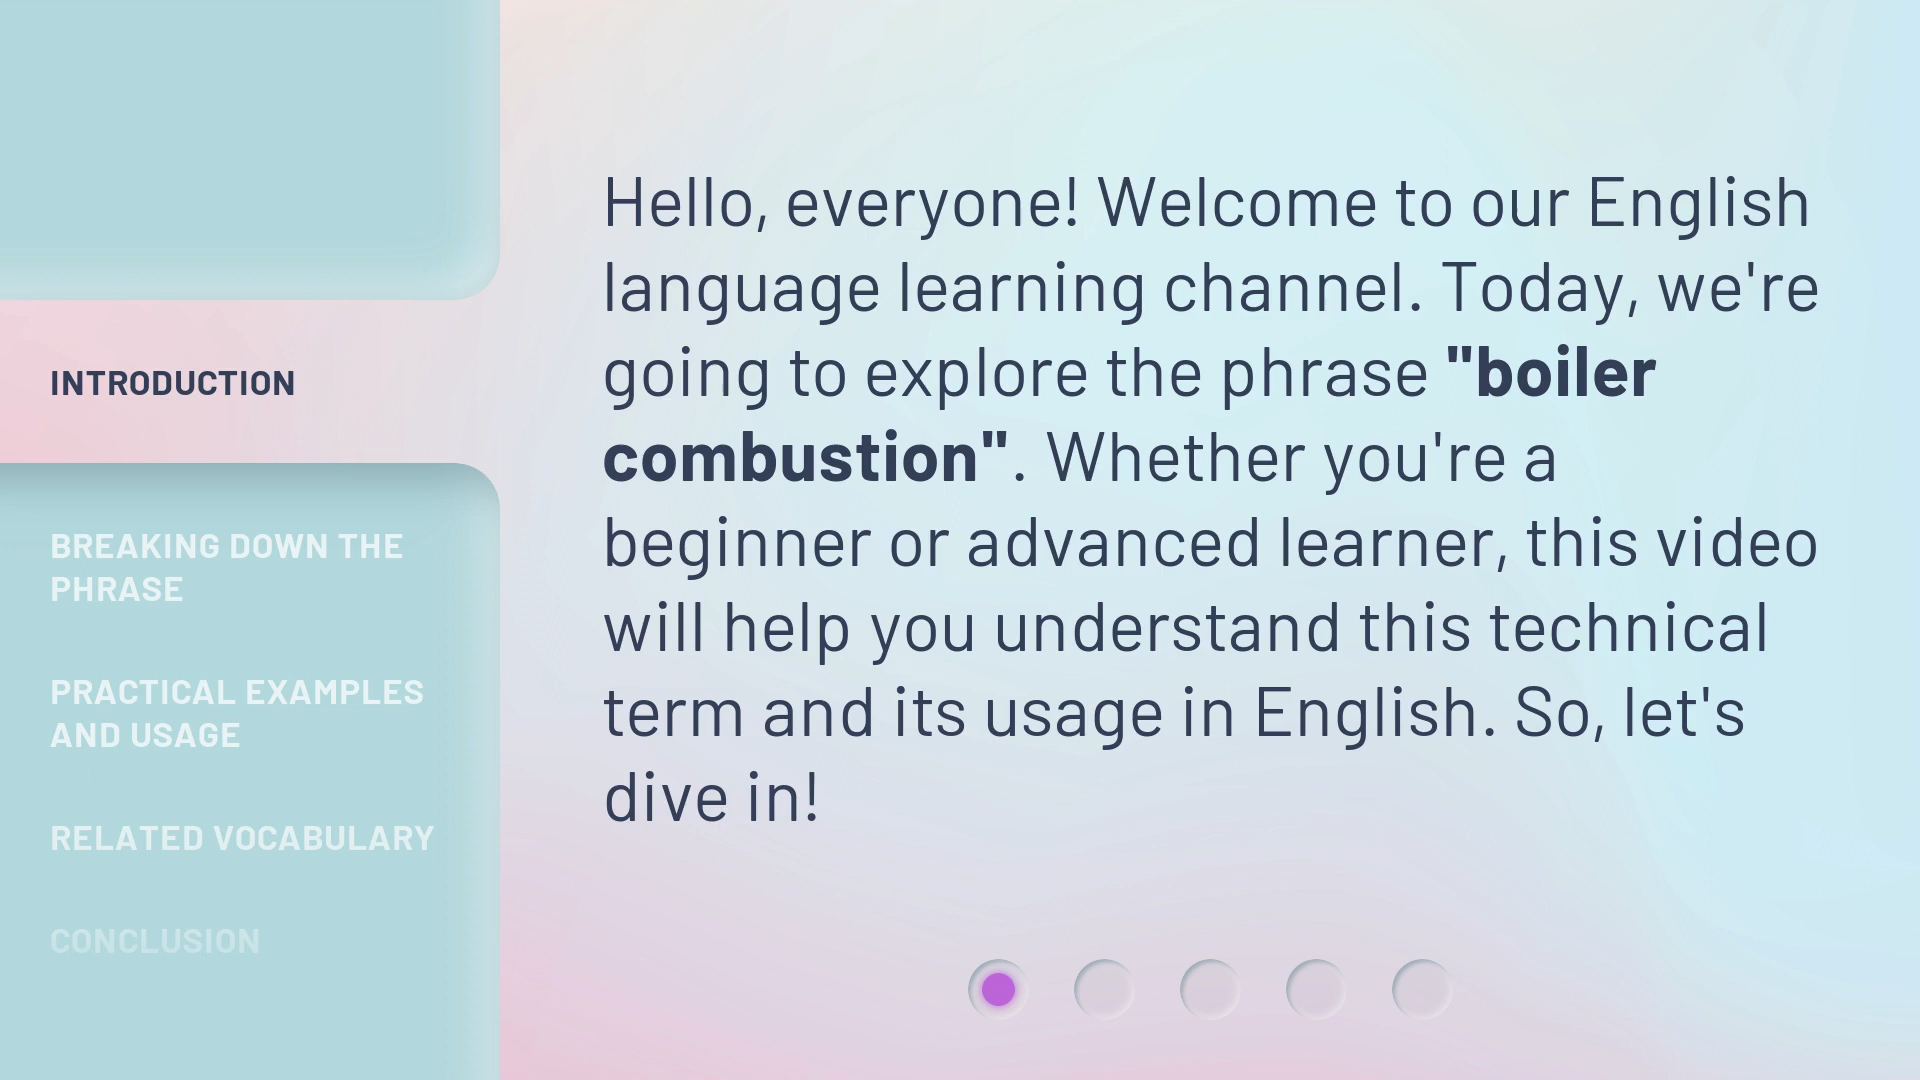 INTRODUCTION
BREAKING DOWN THE
PHRASE
PRACTICAL EXAMPLES
AND USAGE
RELATED VOCABULARY
CONCLUSION
Hello, everyone! Welcome to our English
language learning channel. Today, we're
going to explore the phrase "boiler
combustion". Whether you're a
beginner or advanced learner, this video
will help you understand this technical
term and its usage in English. So, let's
dive in!